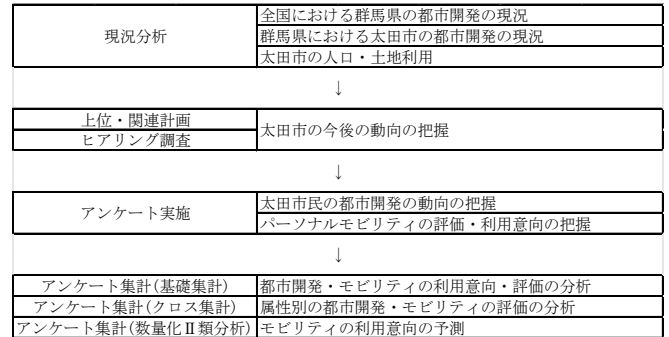 現況分析
全国における群馬県の都市開発の現況
群馬県における太田市の都市開発の現況
太田市の人口・土地利用
↓
上位・関連計画
ヒアリング調査
太田市の今後の動向の把握
↓
アンケート実施
太田市民の都市開発の動向の把握
パーソナルモビリティの評価・利用意向の把握
↓
アンケート集計(基礎集計) 都市開発・モビリティの利用意向・評価の分析
アンケート集計(クロス集計) 属性別の都市開発・モビリティの評価の分析
アンケート集計(数量化Ⅱ類分析) モビリティの利用意向の予測